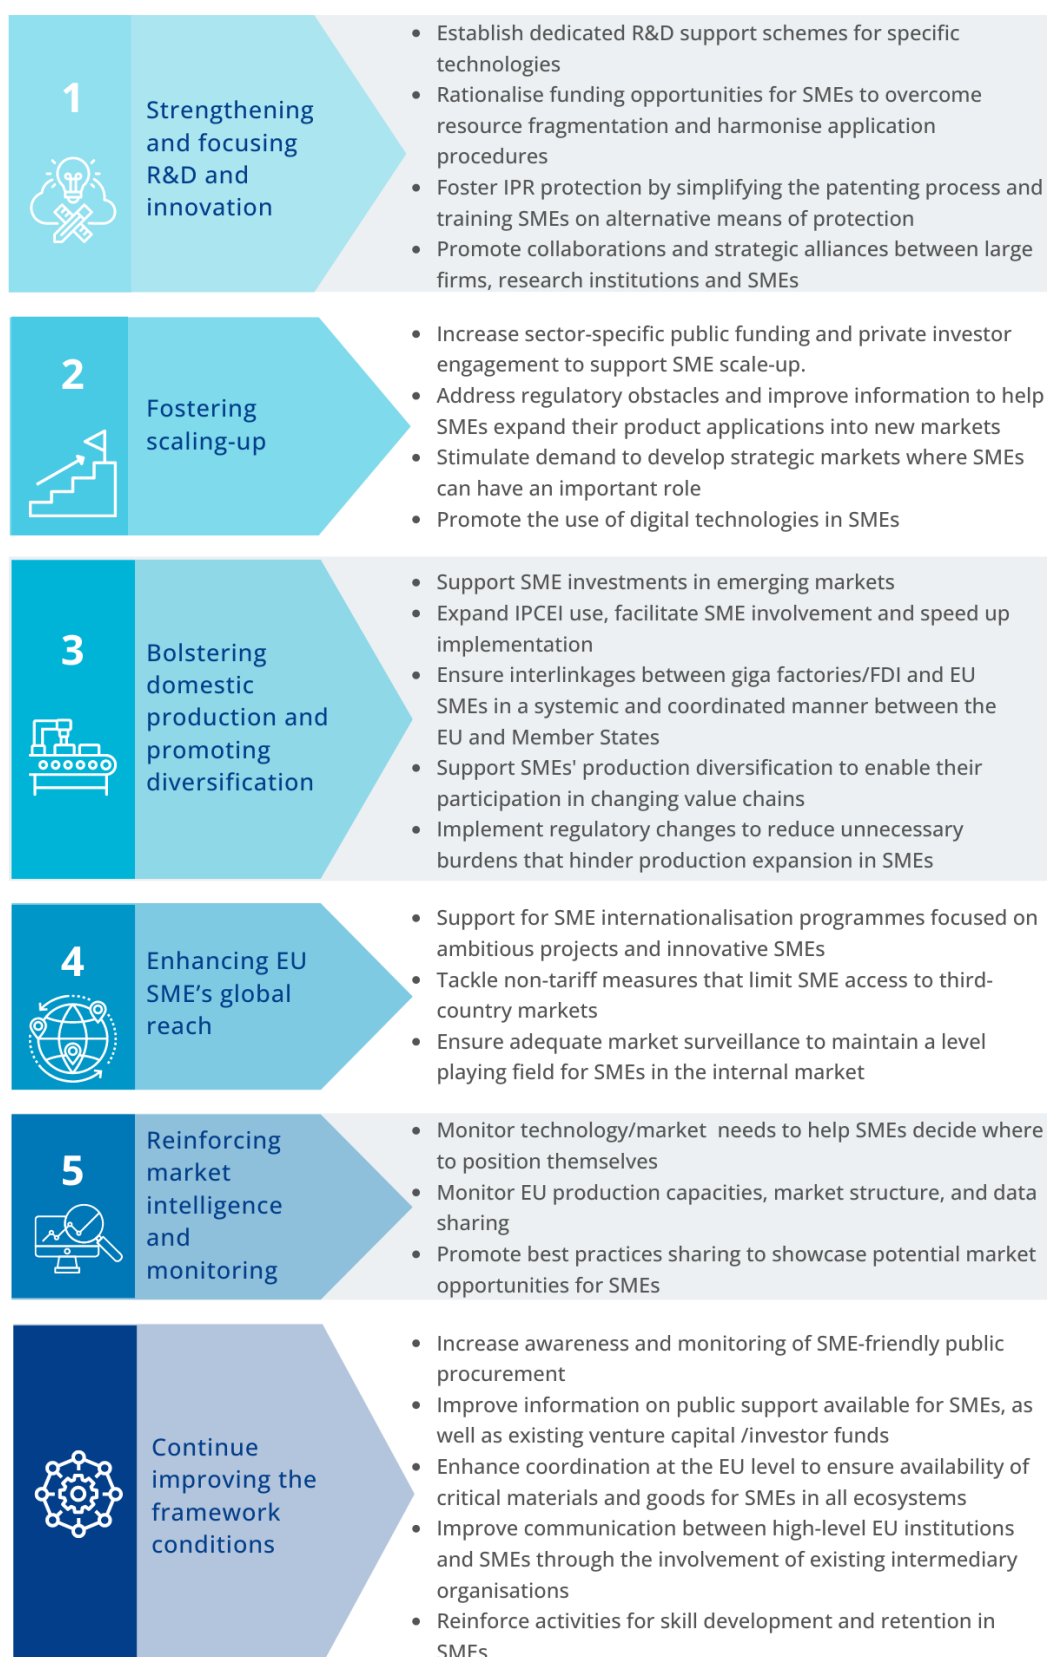 1
Strengthening
and focusing
R&D and
innovation
• Establish dedicated R&D support schemes for specific
technologies
• Rationalise funding opportunities for SMEs to overcome
resource fragmentation and harmonise application
procedures
• Foster IPR protection by simplifying the patenting process and
training SMEs on alternative means of protection
• Promote collaborations and strategic alliances between large
firms, research institutions and SMEs
2
Fostering
scaling-up
• Increase sector-specific public funding and private investor
engagement to support SME scale-up.
• Address regulatory obstacles and improve information to help
SMEs expand their product applications into new markets
• Stimulate demand to develop strategic markets where SMEs
can have an important role
• Promote the use of digital technologies in SMEs
3
Bolstering
domestic
production and
promoting
diversification
• Support SME investments in emerging markets
• Expand IPCEI use, facilitate SME involvement and speed up
implementation
• Ensure interlinkages between giga factories/FDI and EU
SMEs in a systemic and coordinated manner between the
EU and Member States
• Support SMEs' production diversification to enable their
participation in changing value chains
• Implement regulatory changes to reduce unnecessary
burdens that hinder production expansion in SMEs
4
Enhancing EU
SME’s global
reach
• Support for SME internationalisation programmes focused on
ambitious projects and innovative SMEs
• Tackle non-tariff measures that limit SME access to third-
country markets
• Ensure adequate market surveillance to maintain a level
playing field for SMEs in the internal market
5
Reinforcing
market
intelligence
and
monitoring
• Monitor technology/market needs to help SMEs decide where
to position themselves
• Monitor EU production capacities, market structure, and data
sharing
• Promote best practices sharing to showcase potential market
opportunities for SMEs
Continue
improving the
framework
conditions
• Increase awareness and monitoring of SME-friendly public
procurement
• Improve information on public support available for SMEs, as
well as existing venture capital /investor funds
• Enhance coordination at the EU level to ensure availability of
critical materials and goods for SMEs in all ecosystems
• Improve communication between high-level EU institutions
and SMEs through the involvement of existing intermediary
organisations
• Reinforce activities for skill development and retention in
SMEs